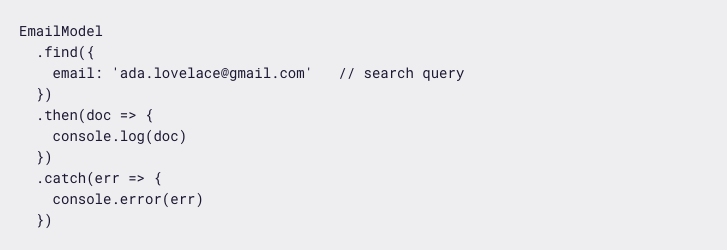 EmailModel
  .find({
    email: 'ada.lovelace@gmail.com'   // search query
  })
  .then(doc => {
    console.log(doc)
  })
  .catch(err => {
    console.error(err)
  })